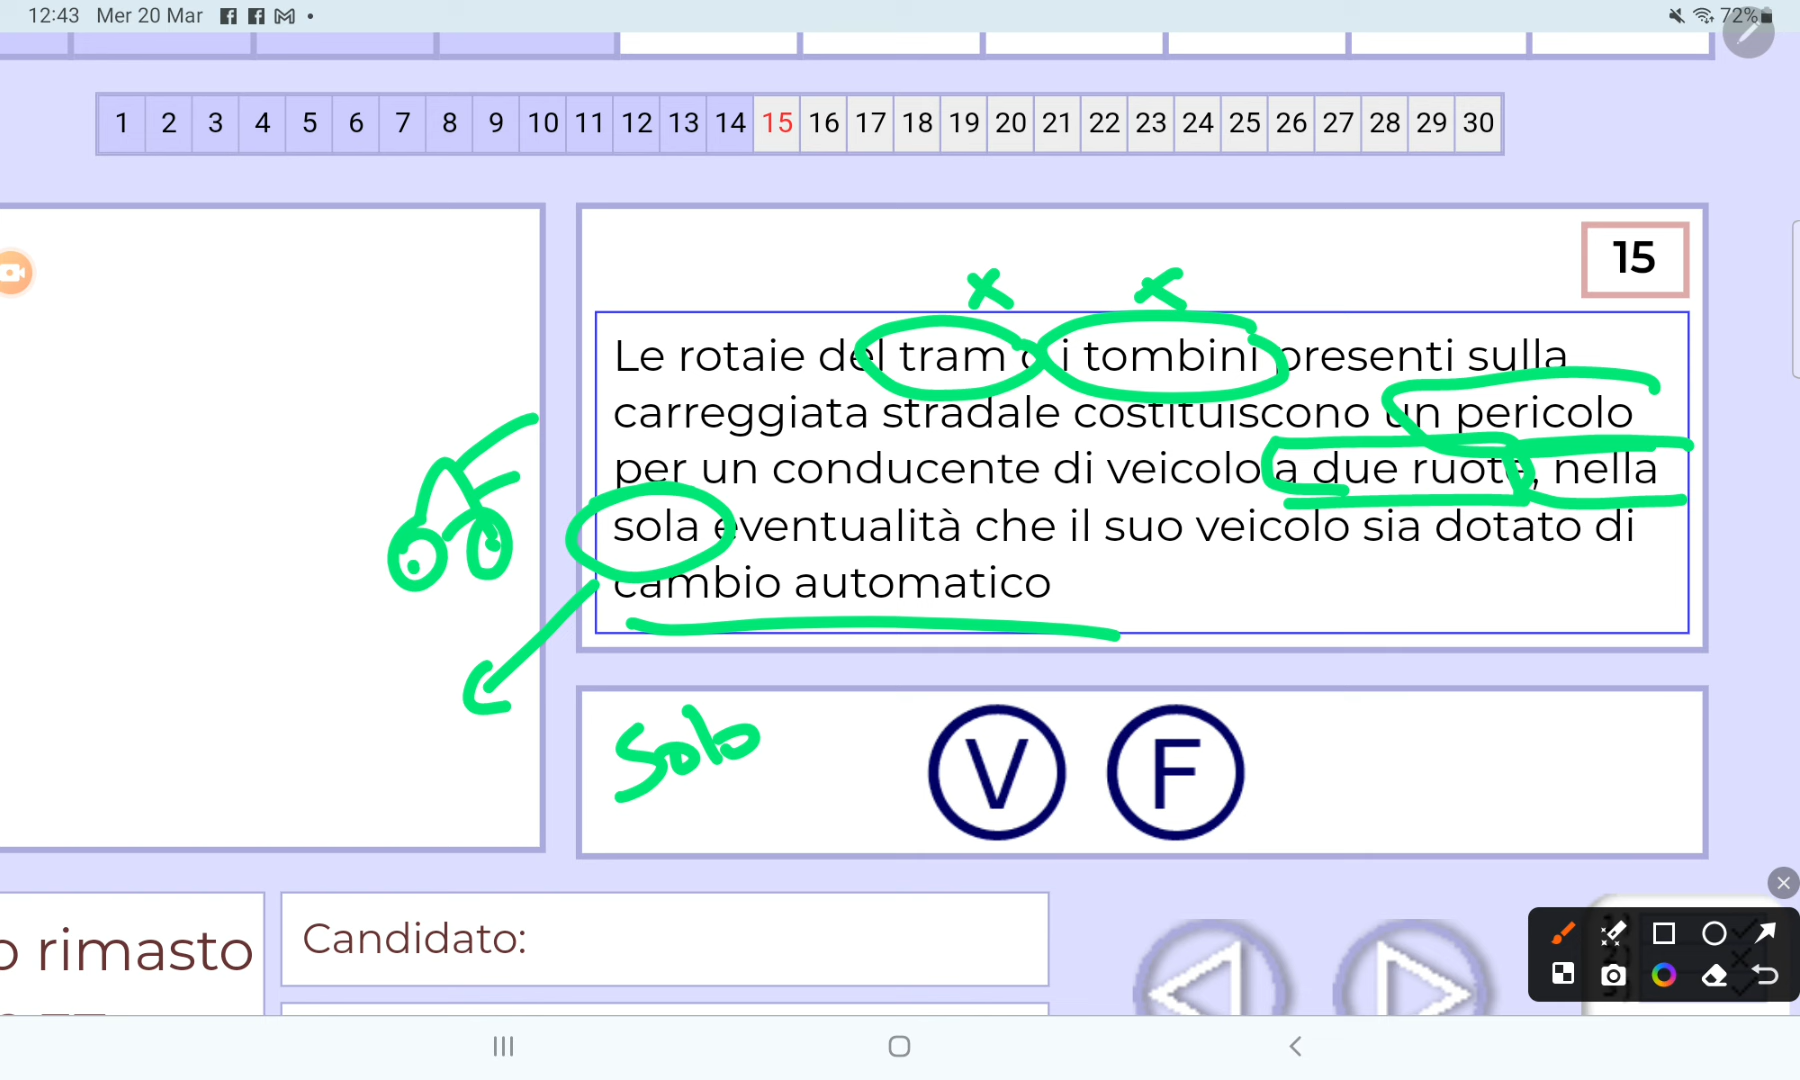 12:43 Mer 20 Mar
72%
1 2 3 4 5 6 7 8 9 10 11 12 13 14 15 16 17 18 19 20 21 22 23 24 25 26 27 28 29 30
15
Le rotaie del tram o i tombini presenti sulla
carreggiata stradale costituiscono un pericolo
per un conducente di veicolo a due ruote, nella
sola eventualità che il suo veicolo sia dotato di
cambio automatico
Solo
V F
o rimasto
Candidato: